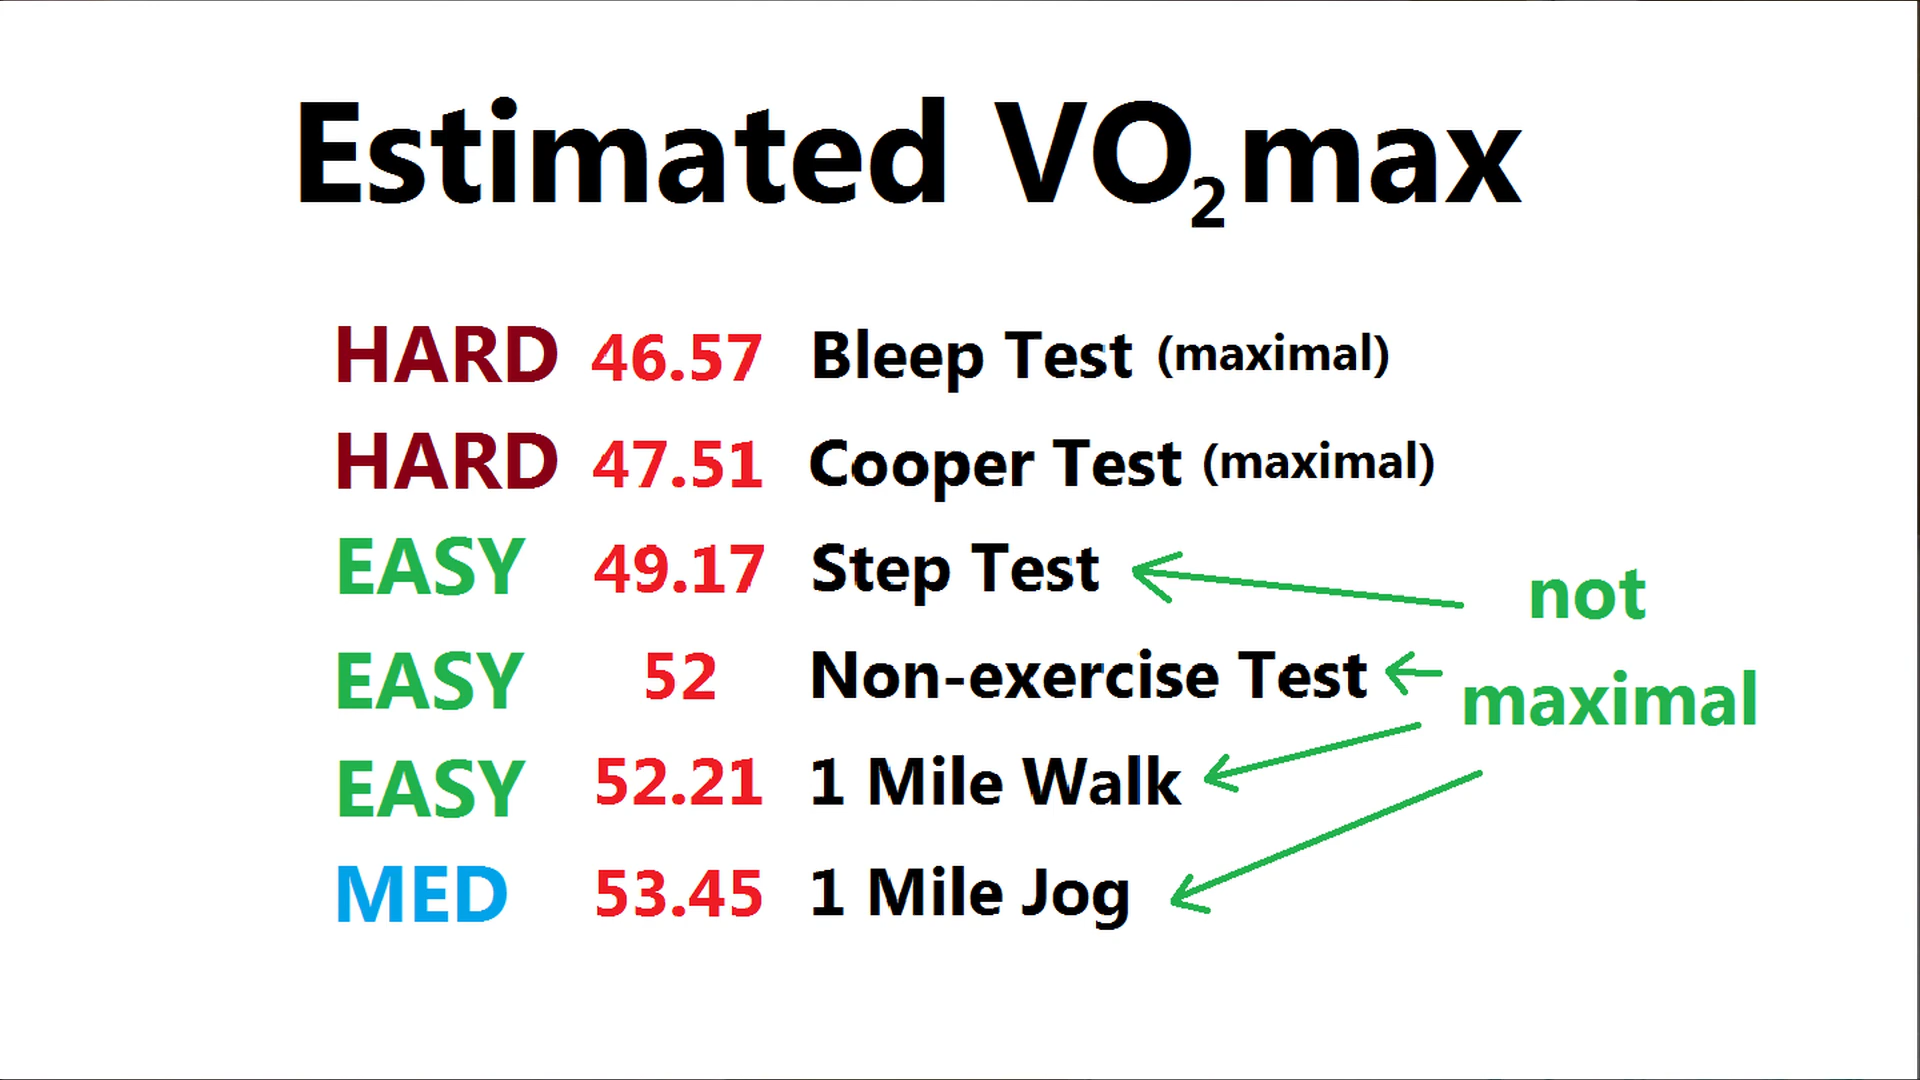 Estimated VO₂max
HARD 46.57 Bleep Test (maximal)
HARD 47.51 Cooper Test (maximal)
EASY 49.17 Step Test
not
EASY 52 Non-exercise Test
maximal
EASY 52.21 1 Mile Walk
MED 53.45 1 Mile Jog